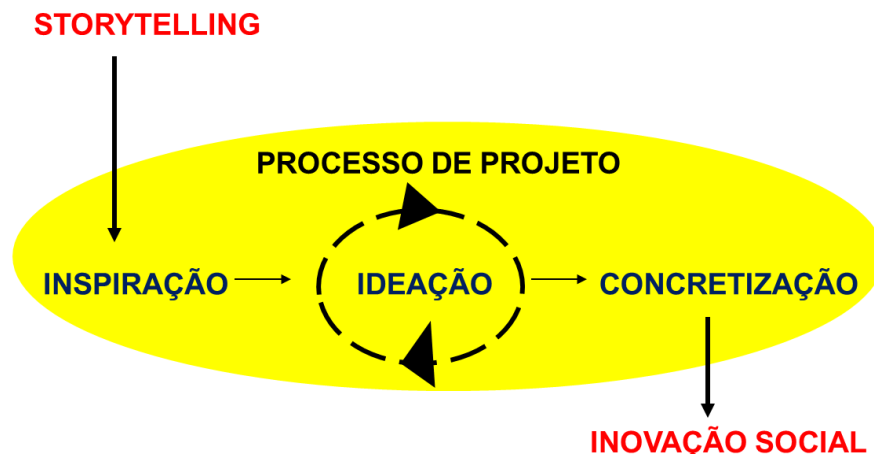 STORYTELLING
PROCESSO DE PROJETO
INSPIRAÇÃO
IDEAÇÃO
CONCRETIZAÇÃO
INOVAÇÃO SOCIAL